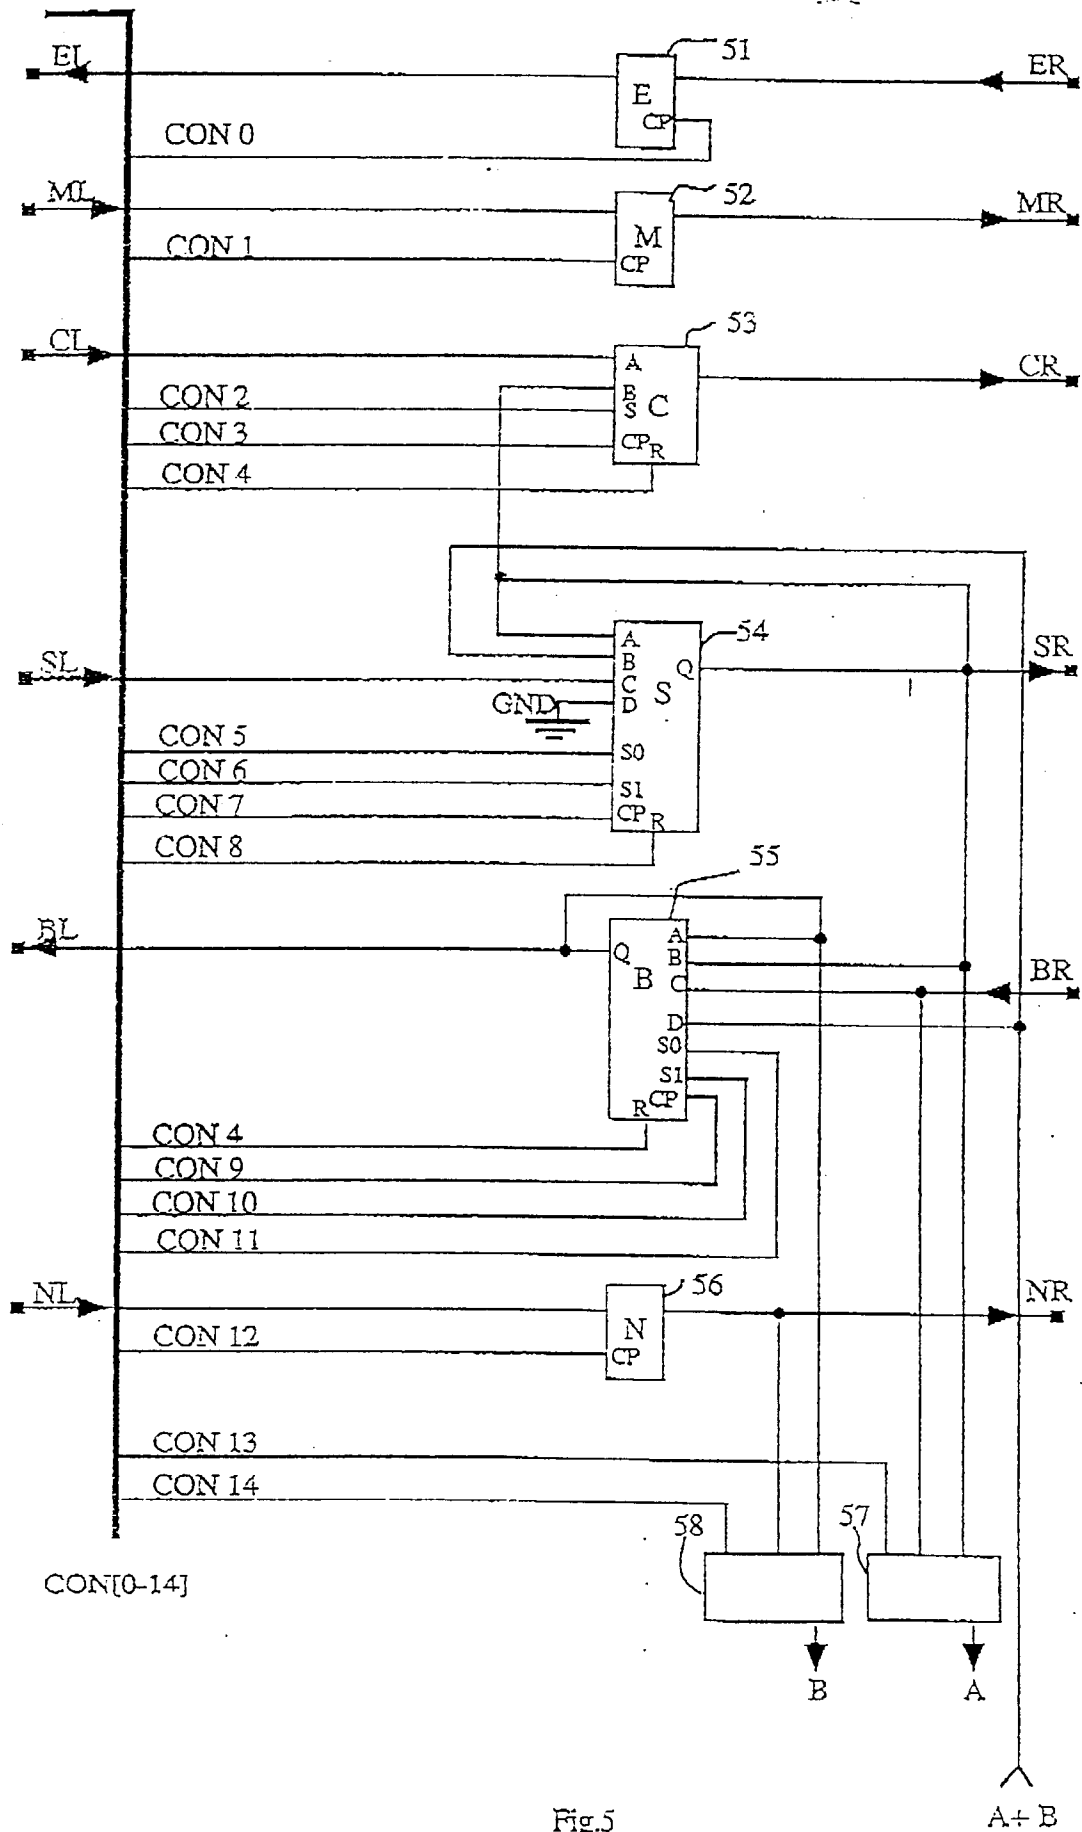 51
EL
E
ER
CP
CON 0
ML
52
MR
M
CON 1
CP
CL
53
A
CR
CON 2
B
S C
CON 3
CP R
CON 4
A
54
SR
SL
B
Q
C S
GND
D
CON 5
S0
CON 6
S1
CON 7
CP R
CON 8
55
BL
A
Q
B
B
C
BR
D
S0
S1
CP
R
CON 4
CON 9
CON 10
CON 11
NL
56
NR
N
CON 12
CP
CON 13
CON 14
58
57
CON[0-14]
B
A
Fig.5
A+B